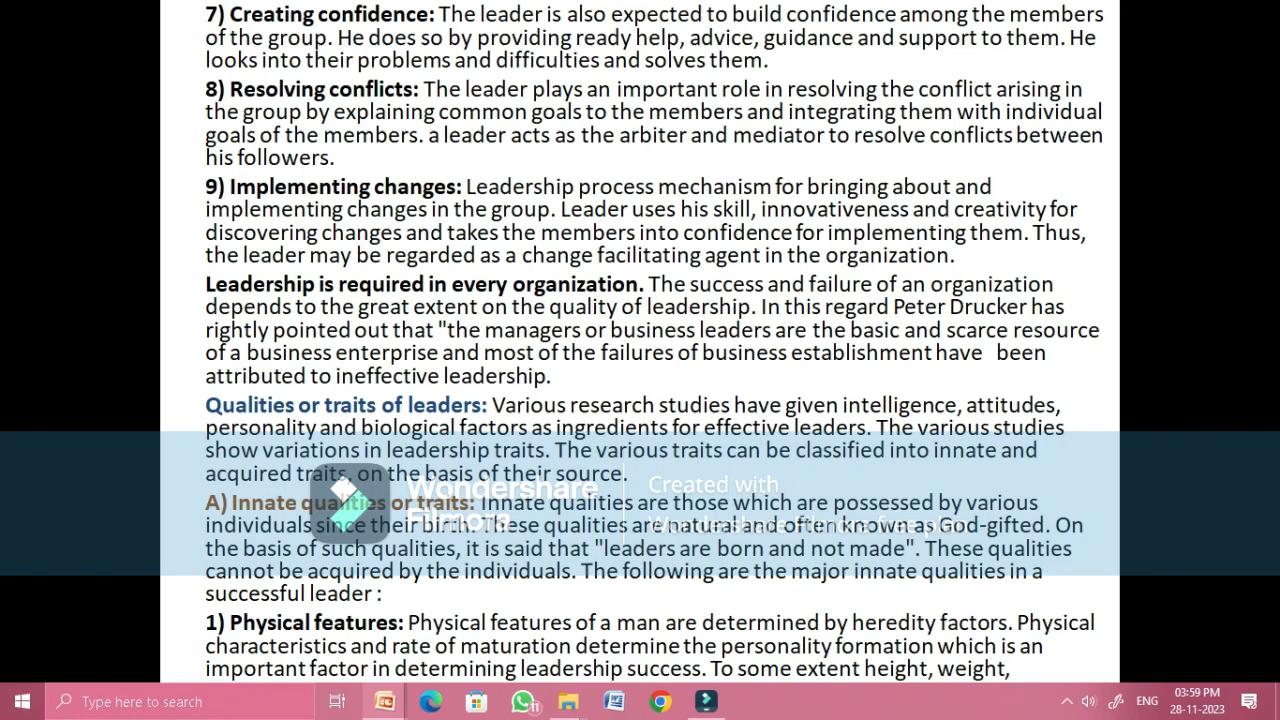 7) Creating confidence: The leader is also expected to build confidence among the members
of the group. He does so by providing ready help, advice, guidance and support to them. He
looks into their problems and difficulties and solves them.
8) Resolving conflicts: The leader plays an important role in resolving the conflict arising in
the group by explaining common goals to the members and integrating them with individual
goals of the members. a leader acts as the arbiter and mediator to resolve conflicts between
his followers.
9) Implementing changes: Leadership process mechanism for bringing about and
implementing changes in the group. Leader uses his skill, innovativeness and creativity for
discovering changes and takes the members into confidence for implementing them. Thus,
the leader may be regarded as a change facilitating agent in the organization.
Leadership is required in every organization. The success and failure of an organization
depends to the great extent on the quality of leadership. In this regard Peter Drucker has
rightly pointed out that "the managers or business leaders are the basic and scarce resource
of a business enterprise and most of the failures of business establishment have been
attributed to ineffective leadership.
Qualities or traits of leaders: Various research studies have given intelligence, attitudes,
personality and biological factors as ingredients for effective leaders. The various studies
show variations in leadership traits. The various traits can be classified into innate and
acquired traits, on the basis of their source.
Wondershare
Filmora
Created with
Wondershare Filmora free plan
A) Innate qualities or traits: Innate qualities are those which are possessed by various
individuals since their birth. These qualities are natural and often known as God-gifted. On
the basis of such qualities, it is said that "leaders are born and not made". These qualities
cannot be acquired by the individuals. The following are the major innate qualities in a
successful leader :
1) Physical features: Physical features of a man are determined by heredity factors. Physical
characteristics and rate of maturation determine the personality formation which is an
important factor in determining leadership success. To some extent height, weight,
Type here to search
11
ENG
03:59 PM
28-11-2023